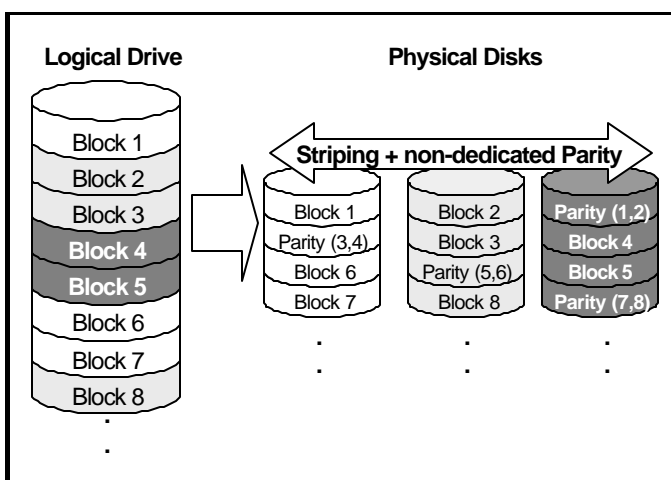 Logical Drive
Physical Disks
Block 1
Block 2
Block 3
Block 4
Block 5
Block 6
Block 7
Block 8
.
.
Striping + non-dedicated Parity
Block 1
Parity (3,4)
Block 6
Block 7
.
.
Block 2
Block 3
Parity (5,6)
Block 8
.
.
Parity (1,2)
Block 4
Block 5
Parity (7,8)
.
.